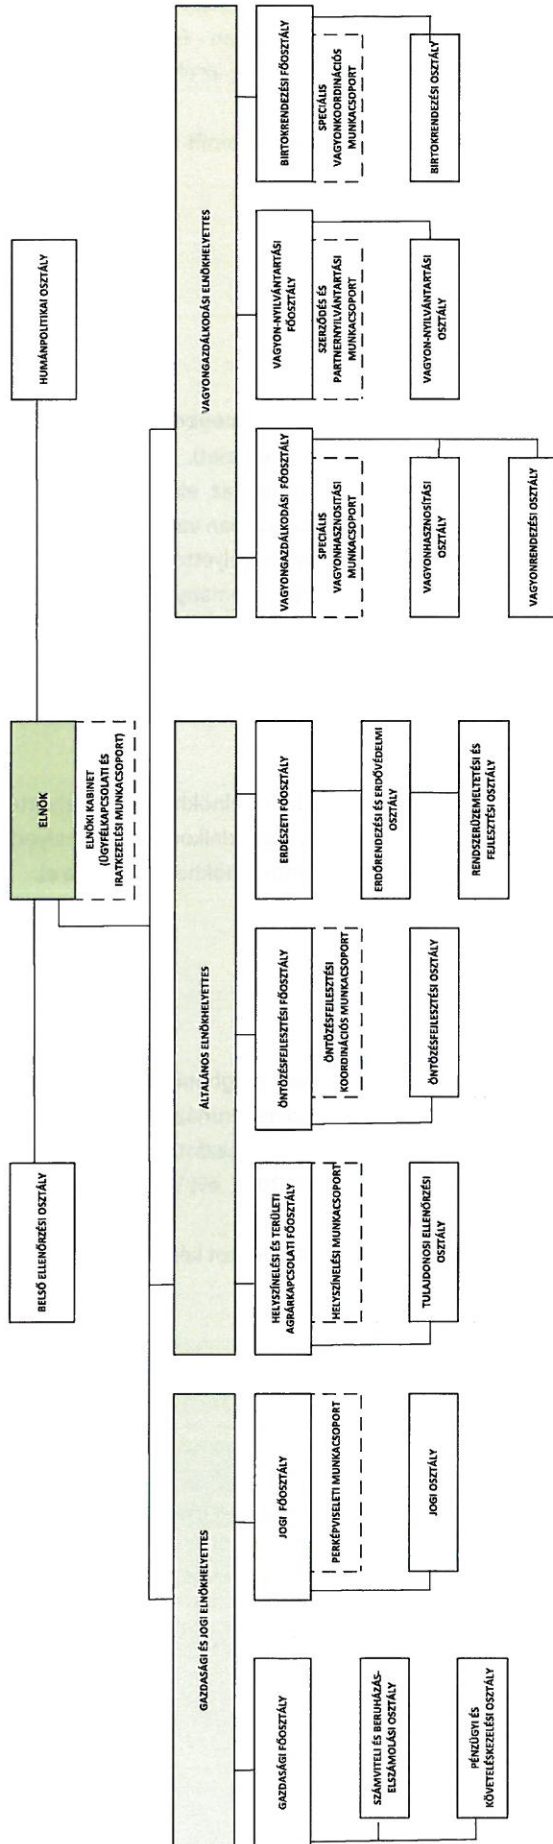 ELNÖK
ELNÖKI KABINET
(ÜGYFÉLKAPCSOLATI ÉS
IRATKEZELÉSI MUNKACSOPORT)
BELSŐ ELLENŐRZÉSI OSZTÁLY
HUMÁNPOLITIKAI OSZTÁLY
GAZDASÁGI ÉS JOGI ELNÖKHELYETTES
GAZDASÁGI FŐOSZTÁLY
SZÁMVITELI ÉS BERUHÁZÁS-
ELSZÁMOLÁSI OSZTÁLY
PÉNZÜGYI ÉS
KÖVETELÉSKEZELÉSI OSZTÁLY
JOGI FŐOSZTÁLY
PERKÉPVISELETI MUNKACSOPORT
JOGI OSZTÁLY
ÁLTALÁNOS ELNÖKHELYETTES
HELYSZÍNELÉSI ÉS TERÜLETI
AGRÁRKAPCSOLATI FŐOSZTÁLY
HELYSZÍNELÉSI MUNKACSOPORT
TULAJDONOSI ELLENŐRZÉSI
OSZTÁLY
ÖNTÖZÉSFEJLESZTÉSI FŐOSZTÁLY
ÖNTÖZÉSFEJLESZTÉSI
KOORDINÁCIÓS MUNKACSOPORT
ÖNTÖZÉSFEJLESZTÉSI OSZTÁLY
ERDÉSZETI FŐOSZTÁLY
ERDŐRENDEZÉSI ÉS ERDŐVÉDELMI
OSZTÁLY
RENDSZERÜZEMELTETÉSI ÉS
FEJLESZTÉSI OSZTÁLY
VAGYONGAZDÁLKODÁSI ELNÖKHELYETTES
VAGYONGAZDÁLKODÁSI FŐOSZTÁLY
SPECIÁLIS
VAGYONHASZNOSÍTÁSI
MUNKACSOPORT
VAGYONHASZNOSÍTÁSI
OSZTÁLY
VAGYONRENDEZÉSI OSZTÁLY
VAGYON-NYILVÁNTARTÁSI
FŐOSZTÁLY
SZERZŐDÉS ÉS
PARTNERNYILVÁNTARTÁSI
MUNKACSOPORT
VAGYON-NYILVÁNTARTÁSI
OSZTÁLY
BIRTOKRENDEZÉSI FŐOSZTÁLY
SPECIÁLIS
VAGYONKOORDINÁCIÓS
MUNKACSOPORT
BIRTOKRENDEZÉSI OSZTÁLY